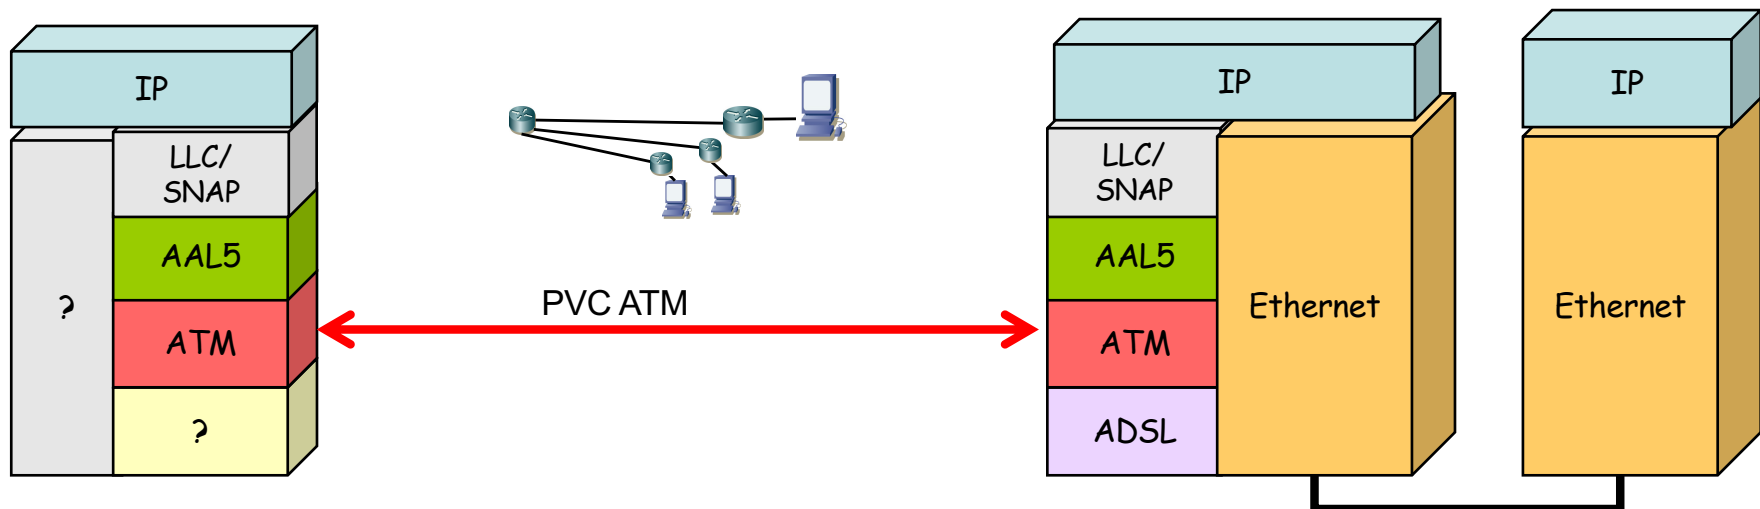 IP
?
LLC/
SNAP
AAL5
ATM
?
PVC ATM
IP
LLC/
SNAP
AAL5
ATM
ADSL
Ethernet
IP
Ethernet